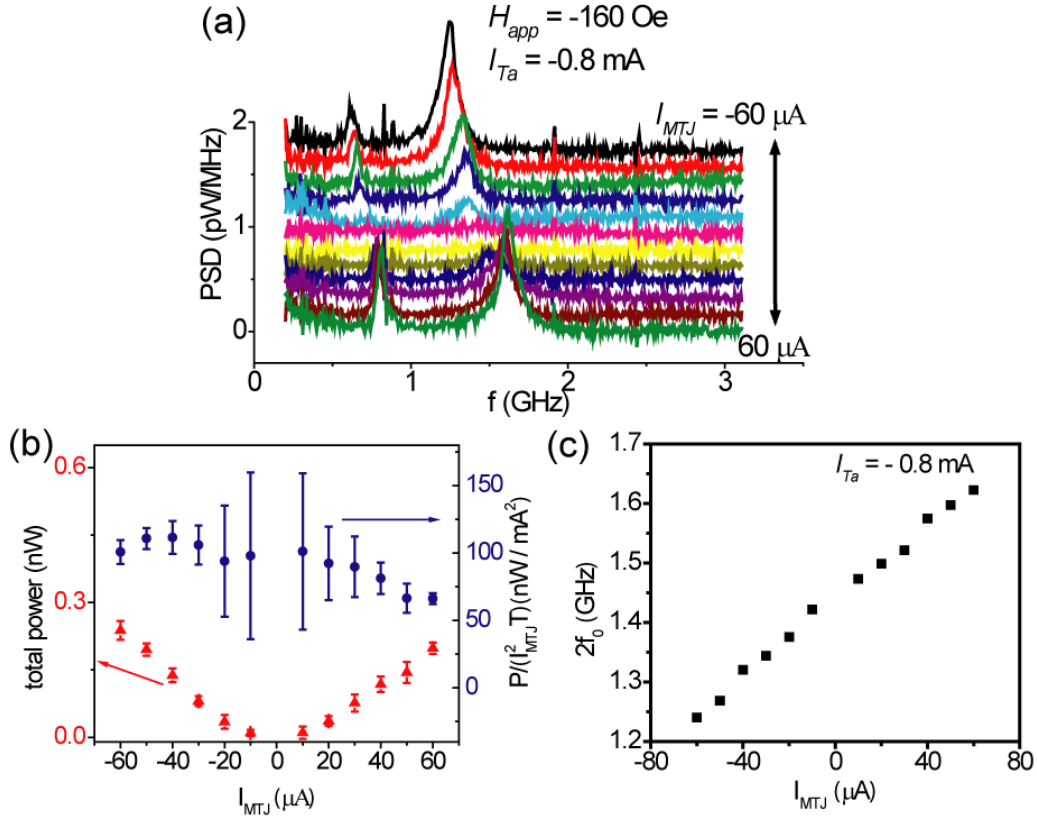 (a)
H_app = -160 Oe
I_Ta = -0.8 mA
I_MTJ = -60 μA
2
1
0
PSD (pW/MHz)
60 μA
0 1 2 3
f (GHz)
(b)
0.6
0.3
0.0
total power (nW)
150
100
50
0
P/(I²_MTJ T) (nW / mA²)
-60 -40 -20 0 20 40 60
I_MTJ (μA)
(c)
I_Ta = - 0.8 mA
1.7
1.6
1.5
1.4
1.3
1.2
2f_0 (GHz)
-80 -40 0 40 80
I_MTJ (μA)